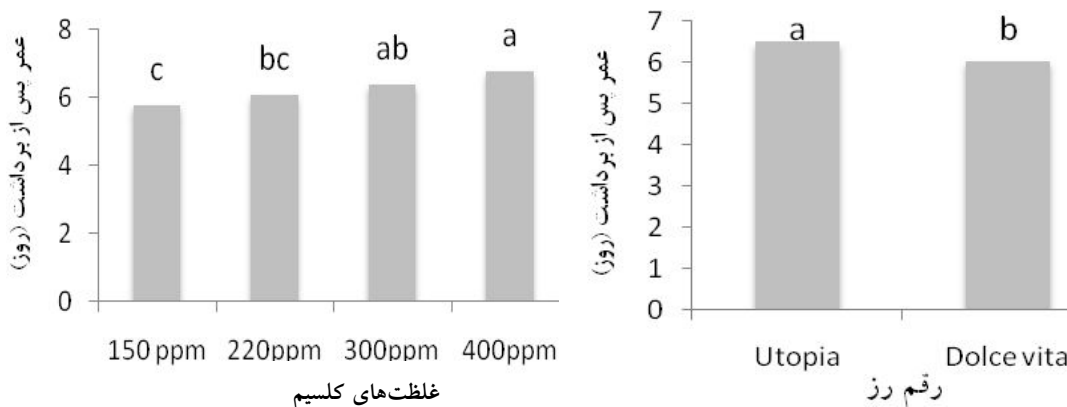 عمر پس از برداشت (روز)
8
6
4
2
0
c
bc
ab
a
150 ppm
220ppm
300ppm
400ppm
غلظت‌های کلسیم
عمر پس از برداشت (روز)
7
6
5
4
3
2
1
0
a
b
Utopia
Dolce vita
رقم رز